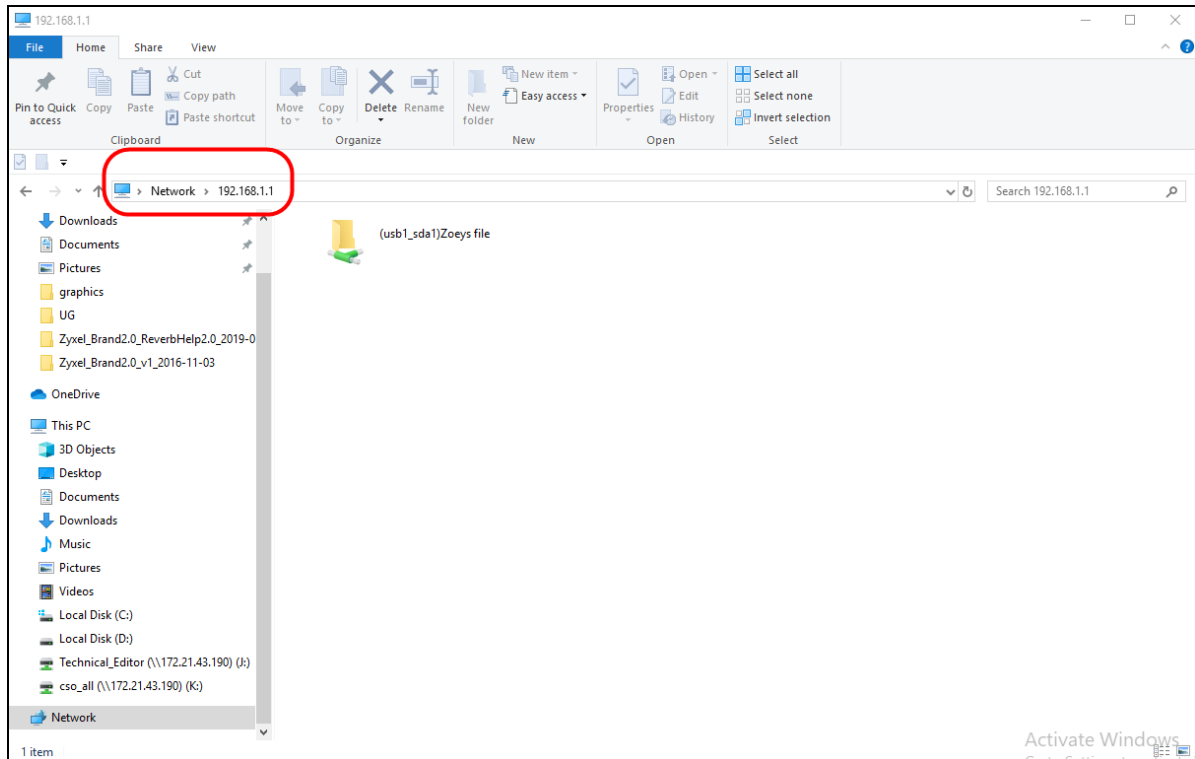 192.168.1.1
File Home Share View
Pin to Quick access
Copy
Paste
Cut
Copy path
Paste shortcut
Clipboard
Move to
Copy to
Delete
Rename
Organize
New folder
New item
Easy access
New
Properties
Open
Edit
History
Open
Select all
Select none
Invert selection
Select
Network > 192.168.1.1
Search 192.168.1.1
Downloads
Documents
Pictures
graphics
UG
Zyxel_Brand2.0_ReverbHelp2.0_2019-0
Zyxel_Brand2.0_v1_2016-11-03
OneDrive
This PC
3D Objects
Desktop
Documents
Downloads
Music
Pictures
Videos
Local Disk (C:)
Local Disk (D:)
Technical_Editor (\\172.21.43.190) (J:)
cso_all (\\172.21.43.190) (K:)
Network
(usb1_sda1)Zoeys file
1 item
Activate Windows